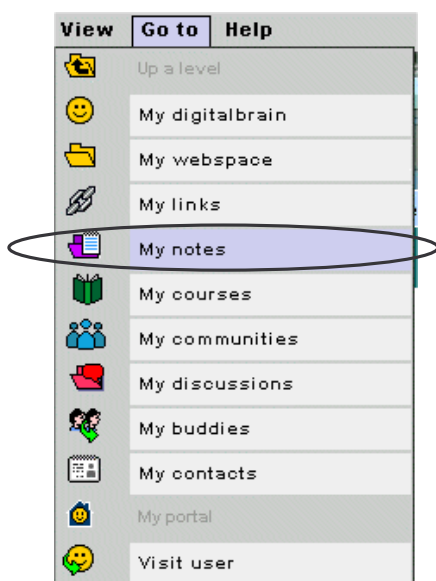 View Go to Help
Up a level
My digitalbrain
My webspace
My links
My notes
My courses
My communities
My discussions
My buddies
My contacts
My portal
Visit user